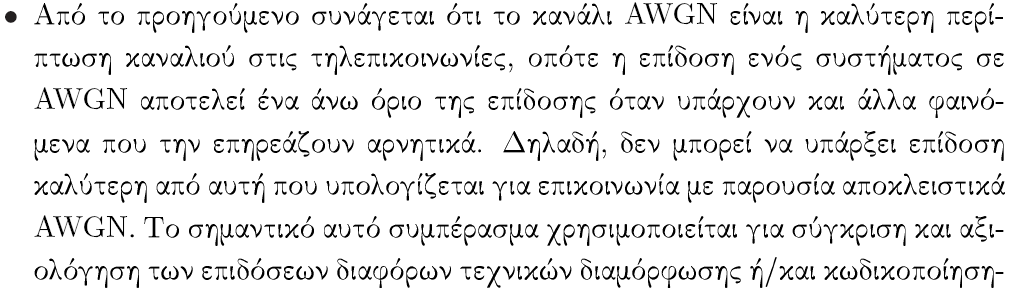 • Από το προηγούμενο συνάγεται ότι το κανάλι AWGN είναι η καλύτερη περί-
πτωση καναλιού στις τηλεπικοινωνίες, οπότε η επίδοση ενός συστήματος σε
AWGN αποτελεί ένα άνω όριο της επίδοσης όταν υπάρχουν και άλλα φαινό-
μενα που την επηρεάζουν αρνητικά. Δηλαδή, δεν μπορεί να υπάρξει επίδοση
καλύτερη από αυτή που υπολογίζεται για επικοινωνία με παρουσία αποκλειστικά
AWGN. Το σημαντικό αυτό συμπέρασμα χρησιμοποιείται για σύγκριση και αξι-
ολόγηση των επιδόσεων διαφόρων τεχνικών διαμόρφωσης ή/και κωδικοποίηση-